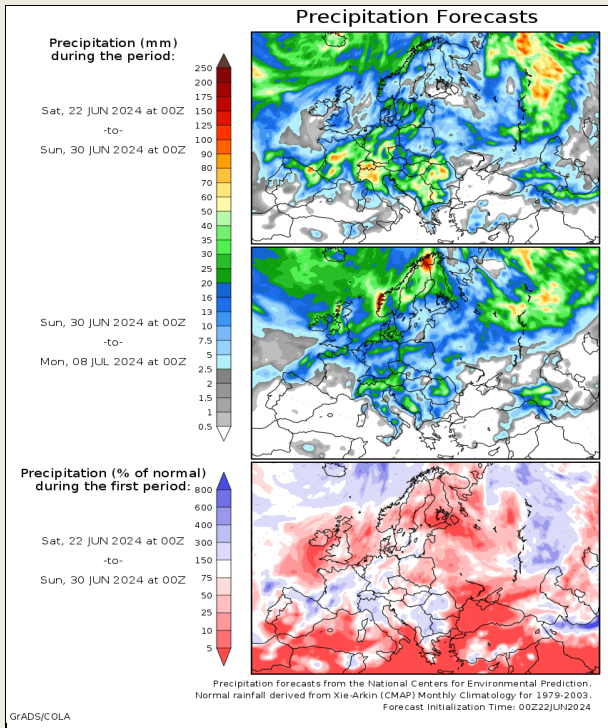 Precipitation Forecasts
Precipitation (mm)
during the period:
Sat, 22 JUN 2024 at 00Z
-to-
Sun, 30 JUN 2024 at 00Z
250
200
175
150
125
100
90
80
70
60
50
40
35
30
25
20
16
13
10
7.5
5
2.5
2
1.5
1
0.5
Sun, 30 JUN 2024 at 00Z
-to-
Mon, 08 JUL 2024 at 00Z
Precipitation (% of normal)
during the first period:
Sat, 22 JUN 2024 at 00Z
-to-
Sun, 30 JUN 2024 at 00Z
800
600
400
300
150
75
50
25
10
5
Precipitation forecasts from the National Centers for Environmental Prediction.
Normal rainfall derived from Xie-Arkin (CMAP) Monthly Climatology for 1979-2003.
Forecast Initialization Time: 00Z22JUN2024
GrADS/COLA